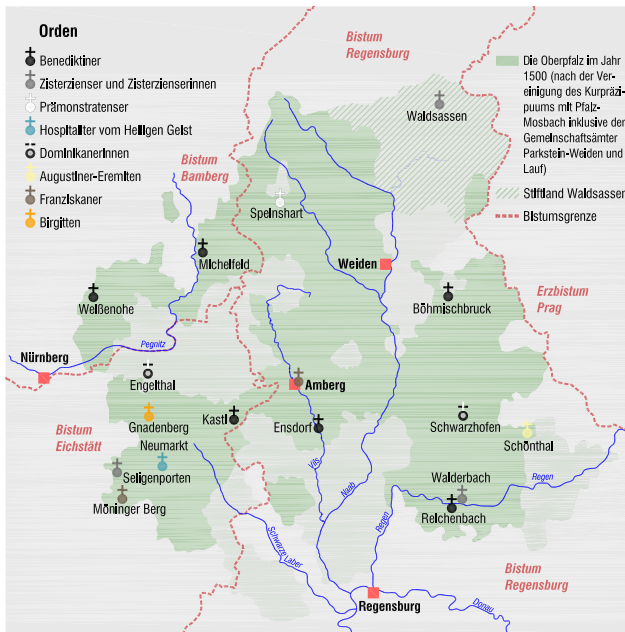 Orden
Benediktiner
Zisterzienser und Zisterzienserinnen
Prämonstratenser
Hospitaliter vom Heiligen Geist
DominikanerInnen
Augustiner-Eremiten
Franziskaner
Birgitten
Bistum
Regensburg
Die Oberpfalz im Jahr
1500 (nach der Ver-
einigung des Kurpräzi-
puums mit Pfalz-
Mosbach inklusive der
Gemeinschaftsämter
Parkstein-Weiden und
Lauf)
Stiftland Waldsassen
Bistumsgrenze
Waldsassen
Bistum
Bamberg
Speinshart
Michelfeld
Weiden
Weißenohe
Böhmischbruck
Erzbistum
Prag
Pegnitz
Nürnberg
Engelthal
Amberg
Gnadenberg
Kastl
Ensdorf
Schwarzhofen
Schönthal
Bistum
Eichstätt
Neumarkt
Seligenporten
Möninger Berg
Vils
Naab
Walderbach
Regen
Reichenbach
Regen
Schwarze Laber
Bistum
Regensburg
Regensburg
Donau